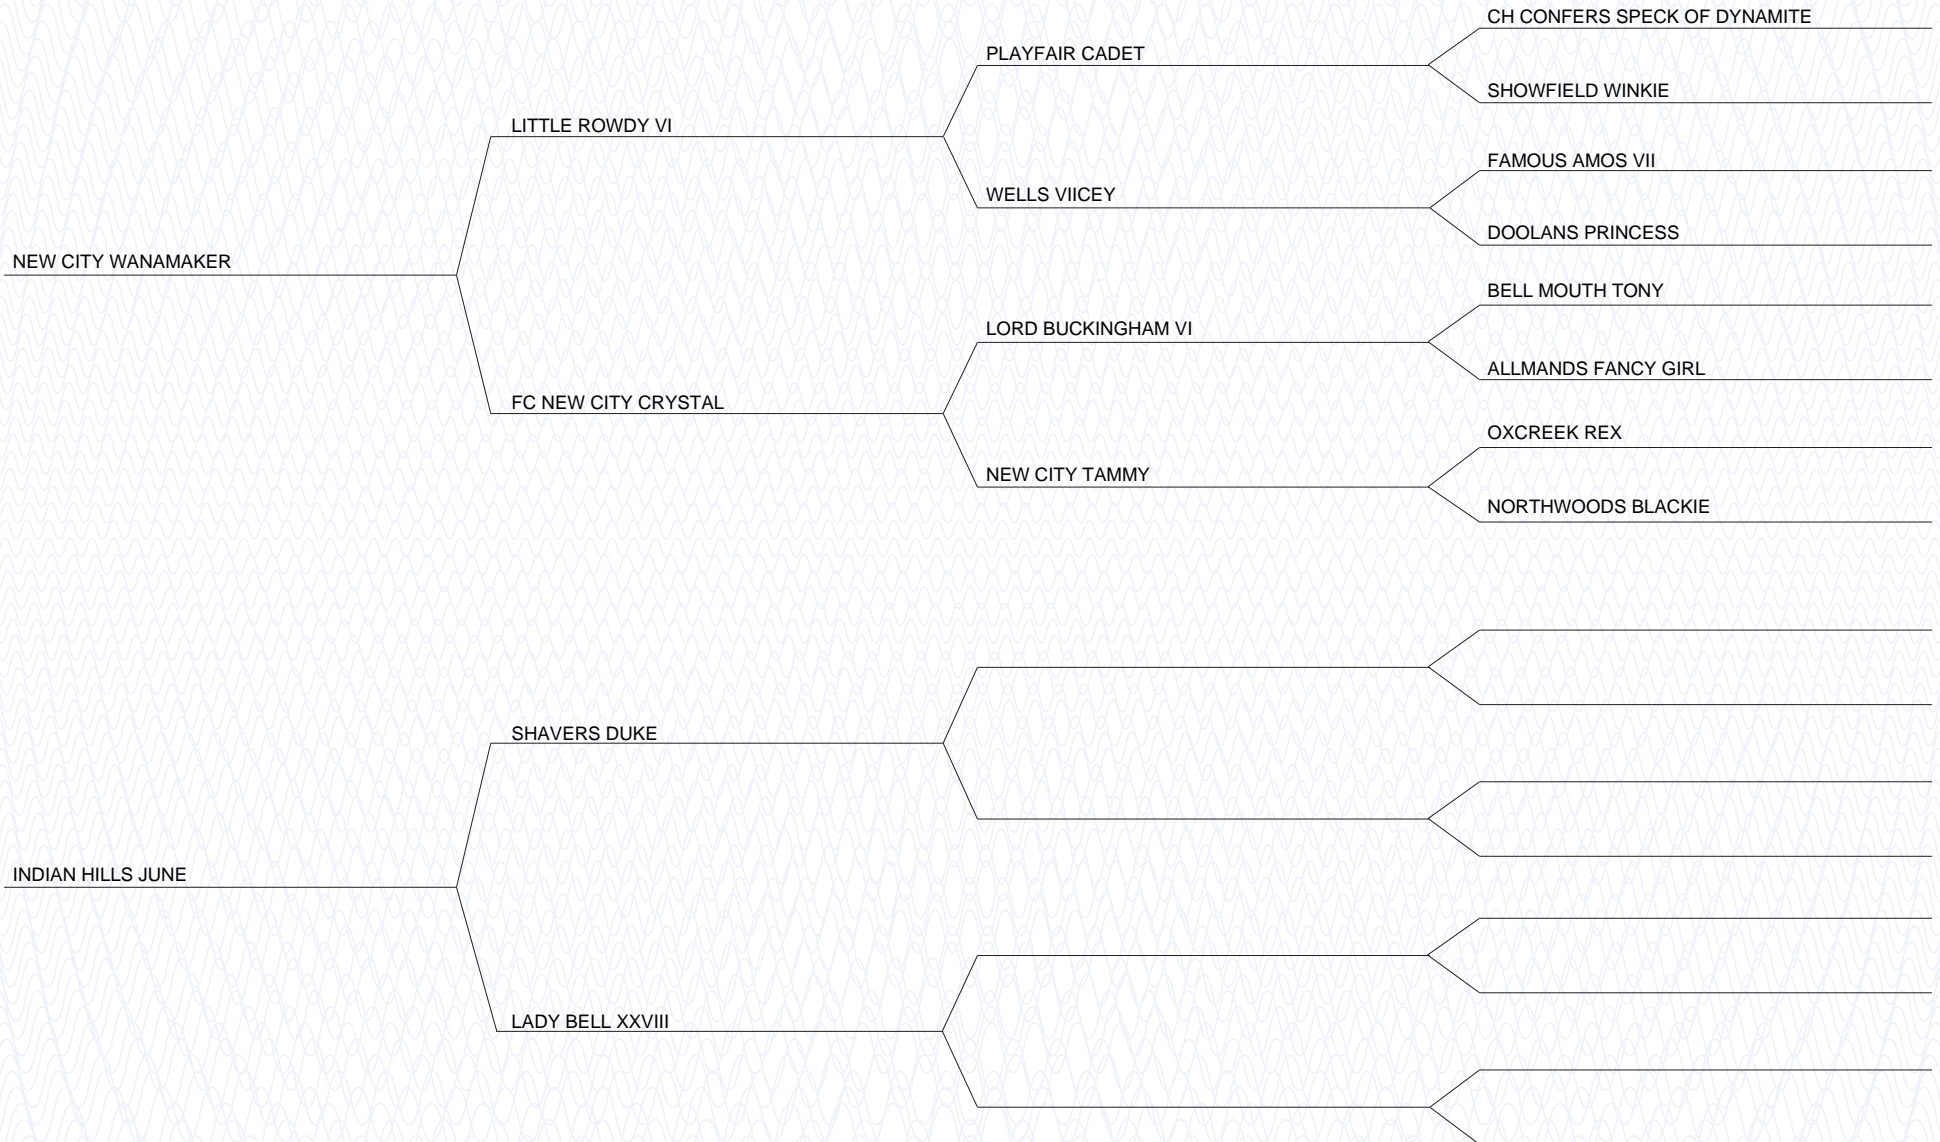 CH CONFERS SPECK OF DYNAMITE
PLAYFAIR CADET
SHOWFIELD WINKIE
LITTLE ROWDY VI
FAMOUS AMOS VII
WELLS VIICEY
DOOLANS PRINCESS
NEW CITY WANAMAKER
BELL MOUTH TONY
LORD BUCKINGHAM VI
ALLMANDS FANCY GIRL
FC NEW CITY CRYSTAL
OXCREEK REX
NEW CITY TAMMY
NORTHWOODS BLACKIE
SHAVERS DUKE
INDIAN HILLS JUNE
LADY BELL XXVIII